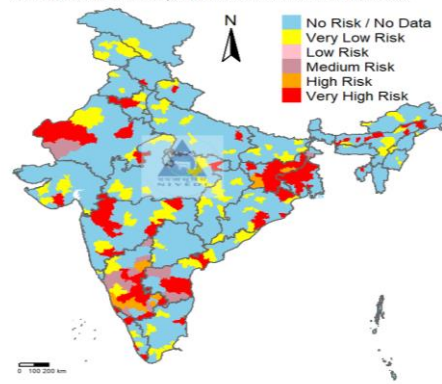 N
No Risk / No Data
Very Low Risk
Low Risk
Medium Risk
High Risk
Very High Risk
NIVEDI
0 100 200 km